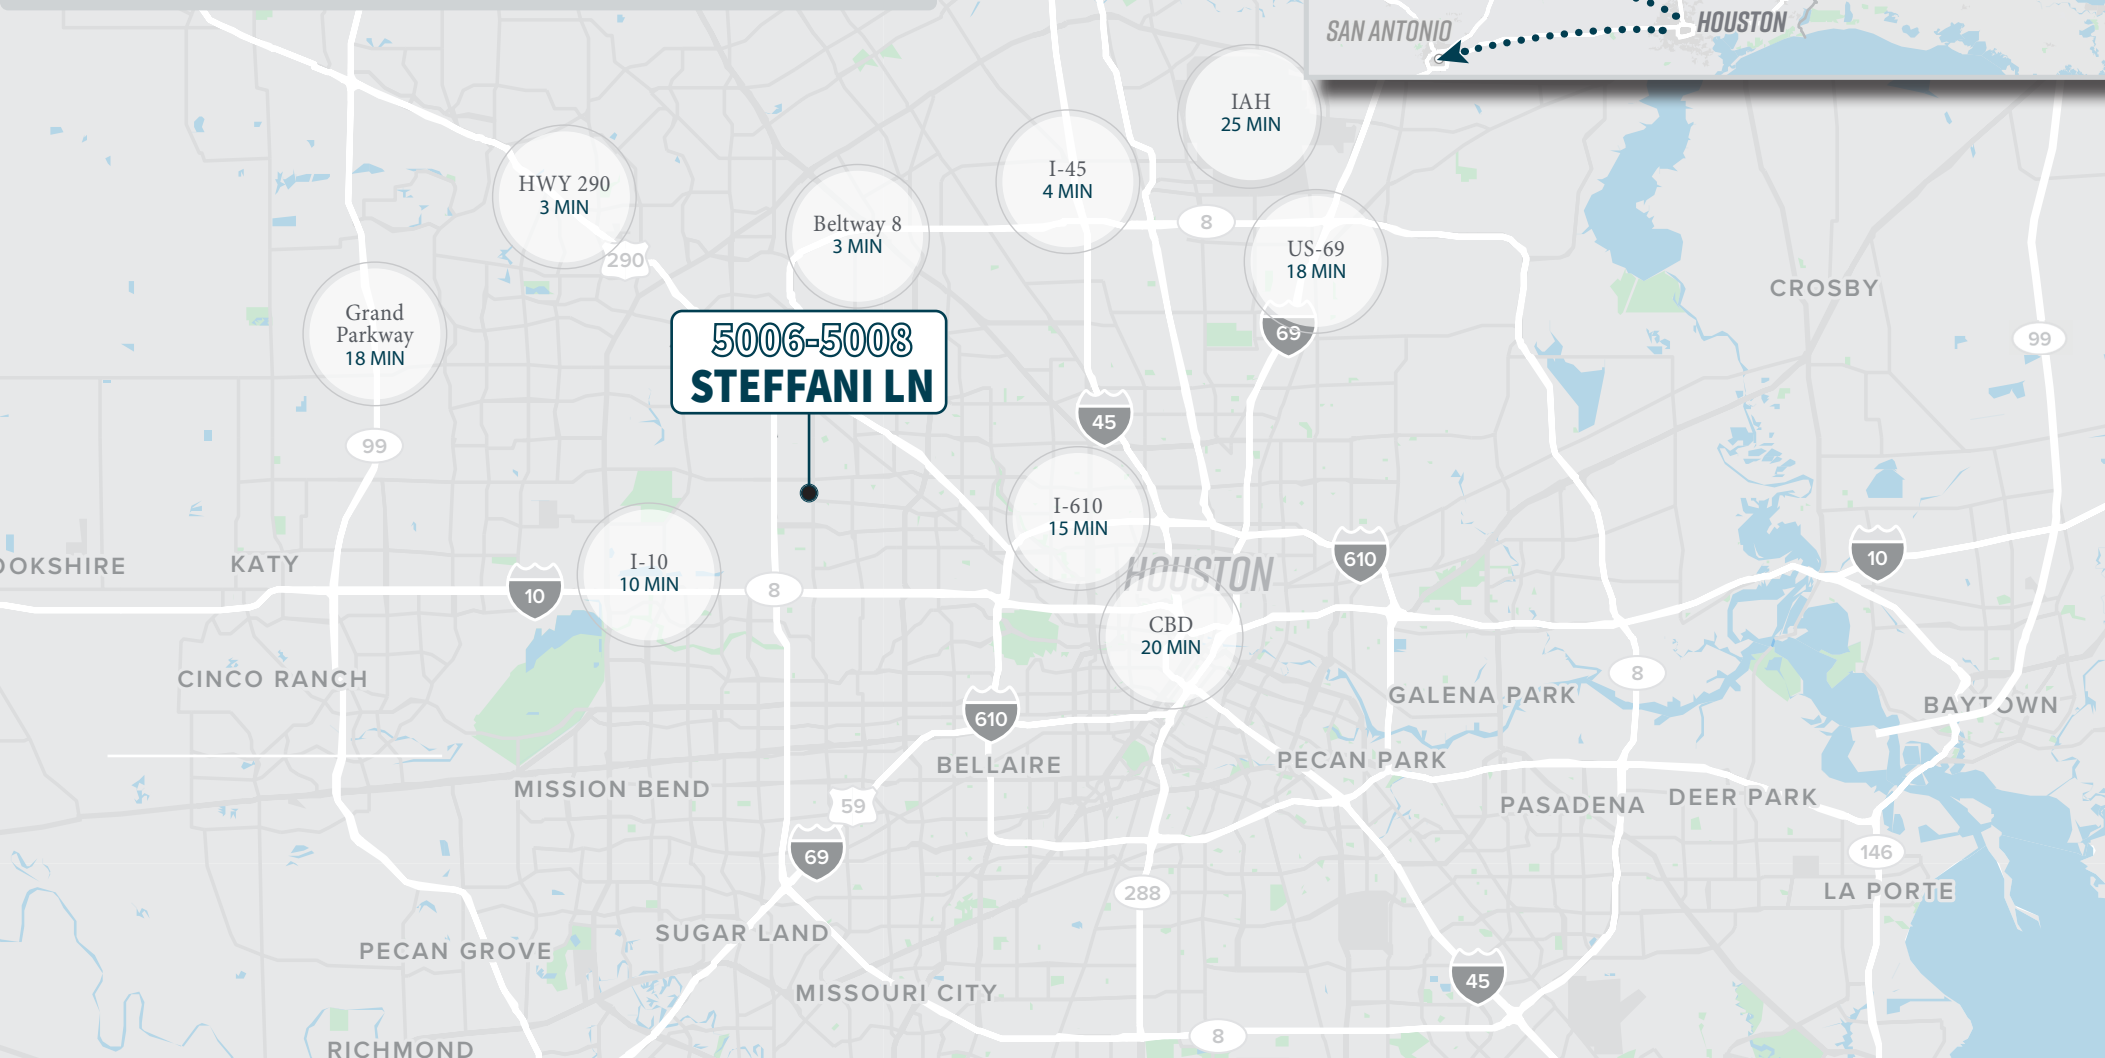 SAN ANTONIO
HOUSTON
IAH
25 MIN
I-45
4 MIN
HWY 290
3 MIN
Beltway 8
3 MIN
8
US-69
18 MIN
290
CROSBY
Grand
Parkway
18 MIN
5006-5008
STEFFANI LN
69
99
45
99
I-610
15 MIN
HOUSTON
610
10
OOKSHIRE
KATY
I-10
10 MIN
10
8
CBD
20 MIN
CINCO RANCH
8
GALENA PARK
BAYTOWN
610
BELLAIRE
PECAN PARK
MISSION BEND
59
PASADENA
DEER PARK
69
146
288
LA PORTE
SUGAR LAND
PECAN GROVE
45
MISSOURI CITY
8
RICHMOND